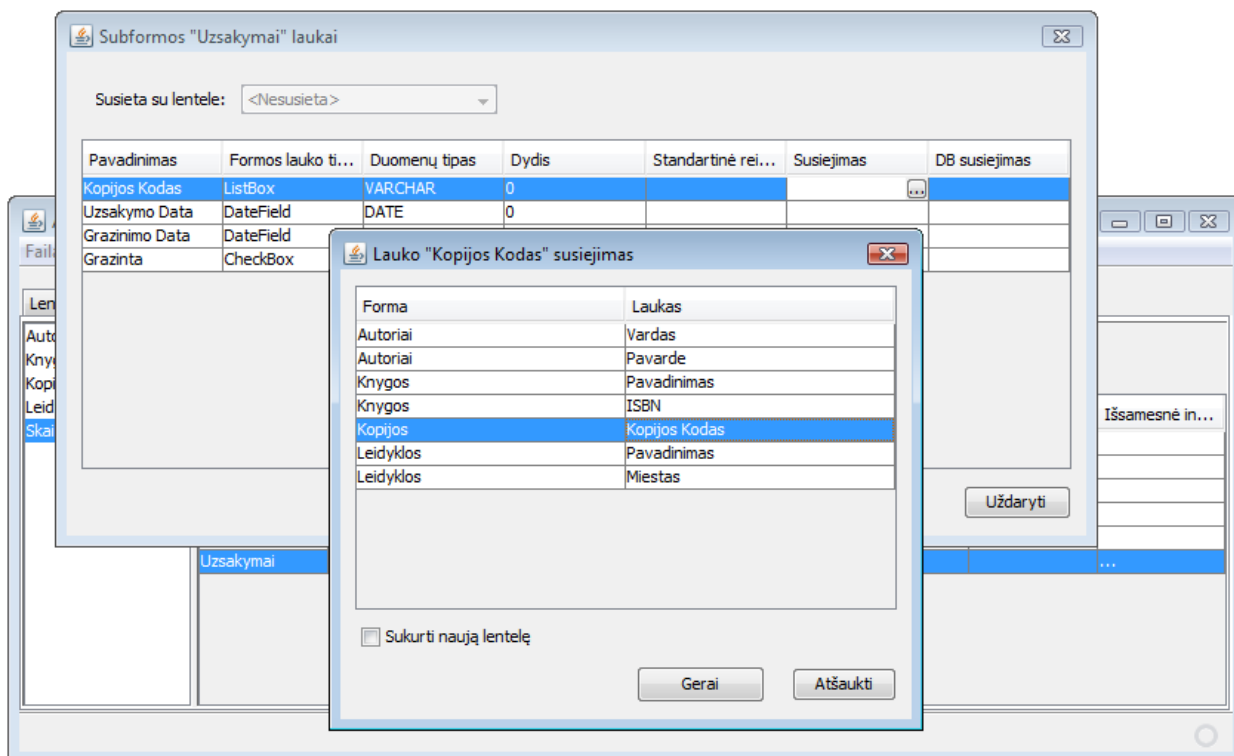 Subformos "Uzsakymai" laukai
Susieta su lentele: <Nesusieta>
Pavadinimas Formos lauko ti... Duomenų tipas Dydis Standartinė rei... Susiejimas DB susiejimas
Kopijos Kodas ListBox VARCHAR 0 ...
Uzsakymo Data DateField DATE 0
Grazinimo Data DateField
Grazinta CheckBox
Lauko "Kopijos Kodas" susiejimas
Forma Laukas
Autoriai Vardas
Autoriai Pavarde
Knygos Pavadinimas
Knygos ISBN
Kopijos Kopijos Kodas
Leidyklos Pavadinimas
Leidyklos Miestas
Sukurti naują lentelę
Gerai Atšaukti
Uždaryti
Išsamesnė in...
Uzsakymai ...